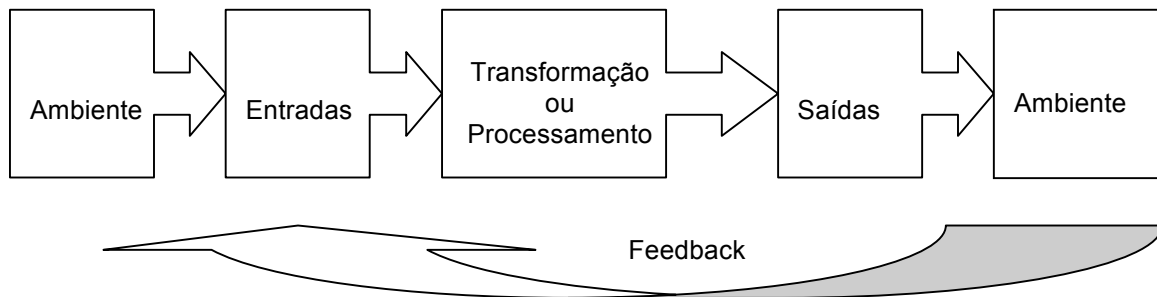 Ambiente
Entradas
Transformação
ou
Processamento
Saídas
Ambiente
Feedback